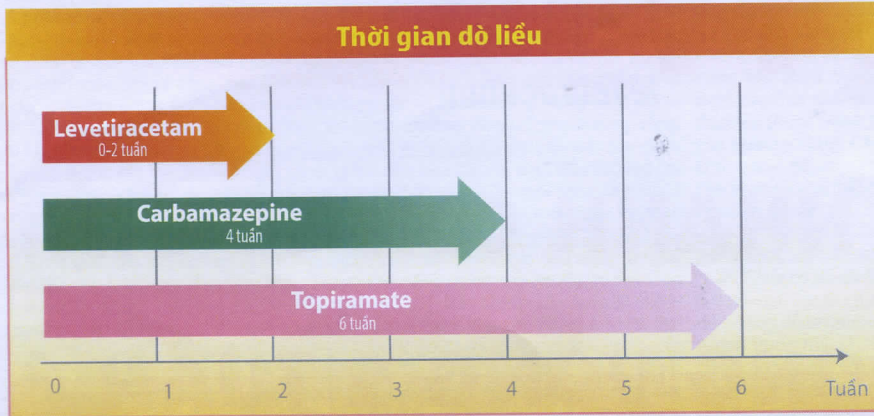 Thời gian dò liều
Levetiracetam
0-2 tuần
Carbamazepine
4 tuần
Topiramate
6 tuần
0 1 2 3 4 5 6 Tuần